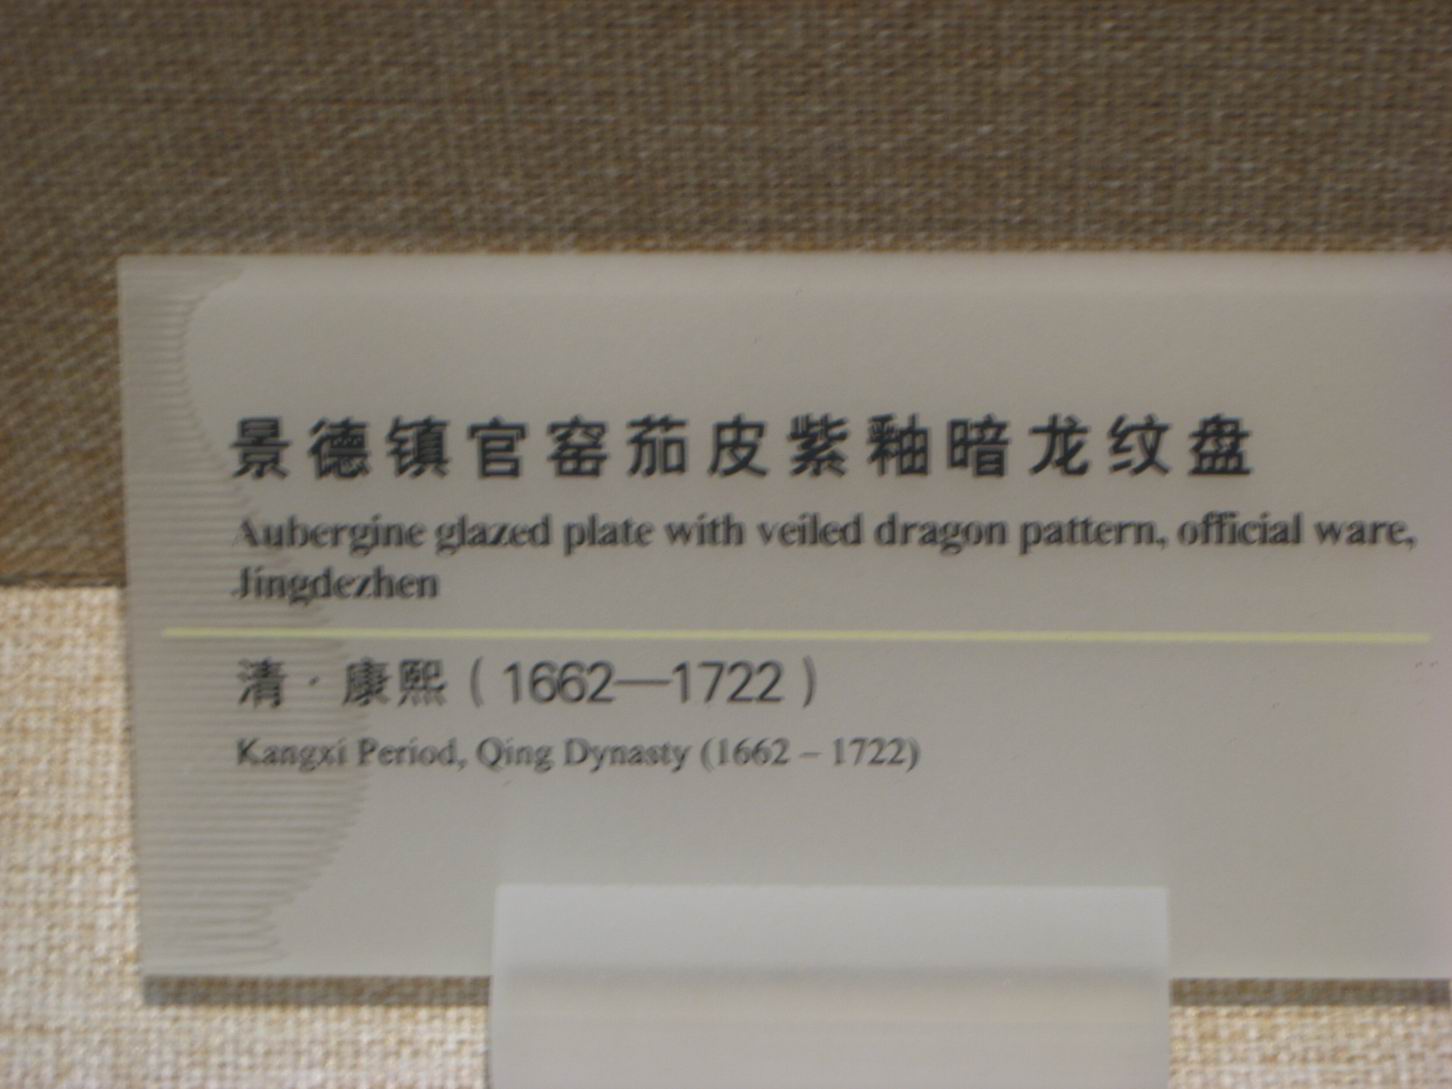 景德镇官窑茄皮紫釉暗龙纹盘
Aubergine glazed plate with veiled dragon pattern, official ware,
Jingdezhen
清·康熙（1662—1722）
Kangxi Period, Qing Dynasty (1662 – 1722)